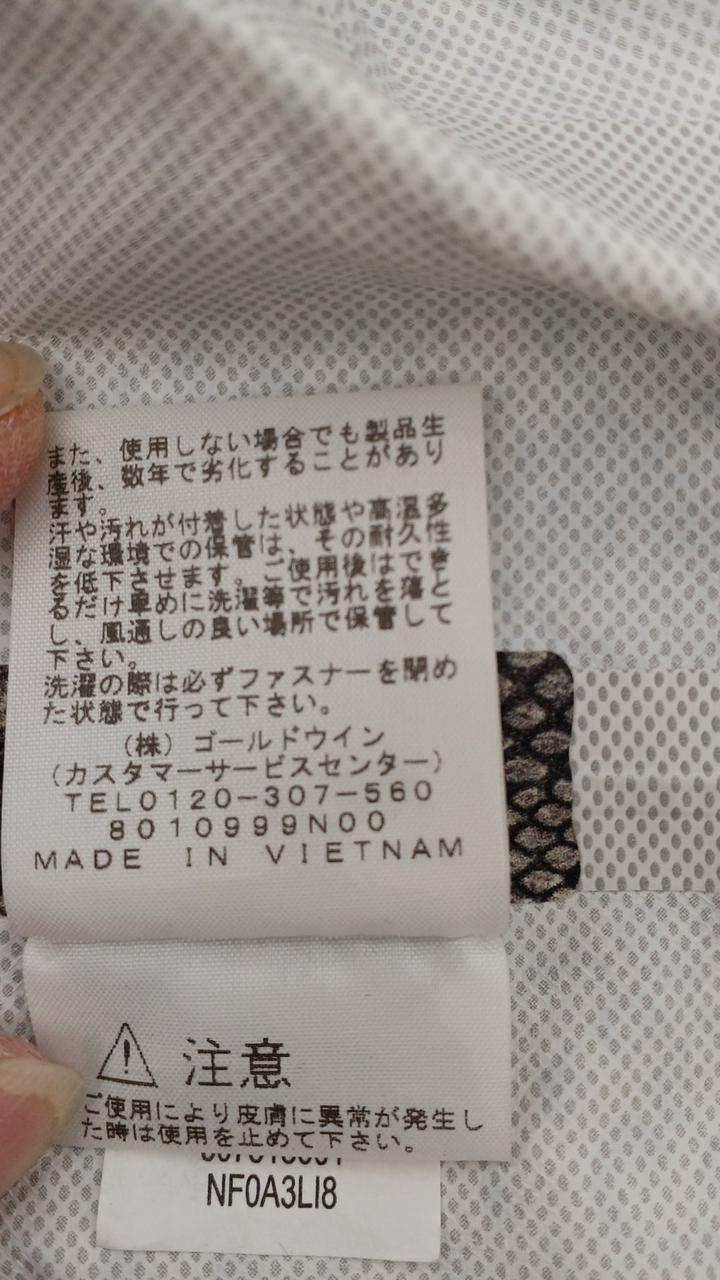 また、使用しない場合でも製品生
産後、数年で劣化することがあり
ます。
汗や汚れが付着した状態や高温多
湿な環境での保管は、その耐久性
を低下させます。ご使用後はでき
るだけ早めに洗濯等で汚れを落と
し、風通しの良い場所で保管して
下さい。
洗濯の際は必ずファスナーを閉め
た状態で行って下さい。
（株）ゴールドウイン
（カスタマーサービスセンター）
TEL0120-307-560
8010999N00
MADE IN VIETNAM
注意
ご使用により皮膚に異常が発生し
た時は使用を止めて下さい。
NF0A3LI8